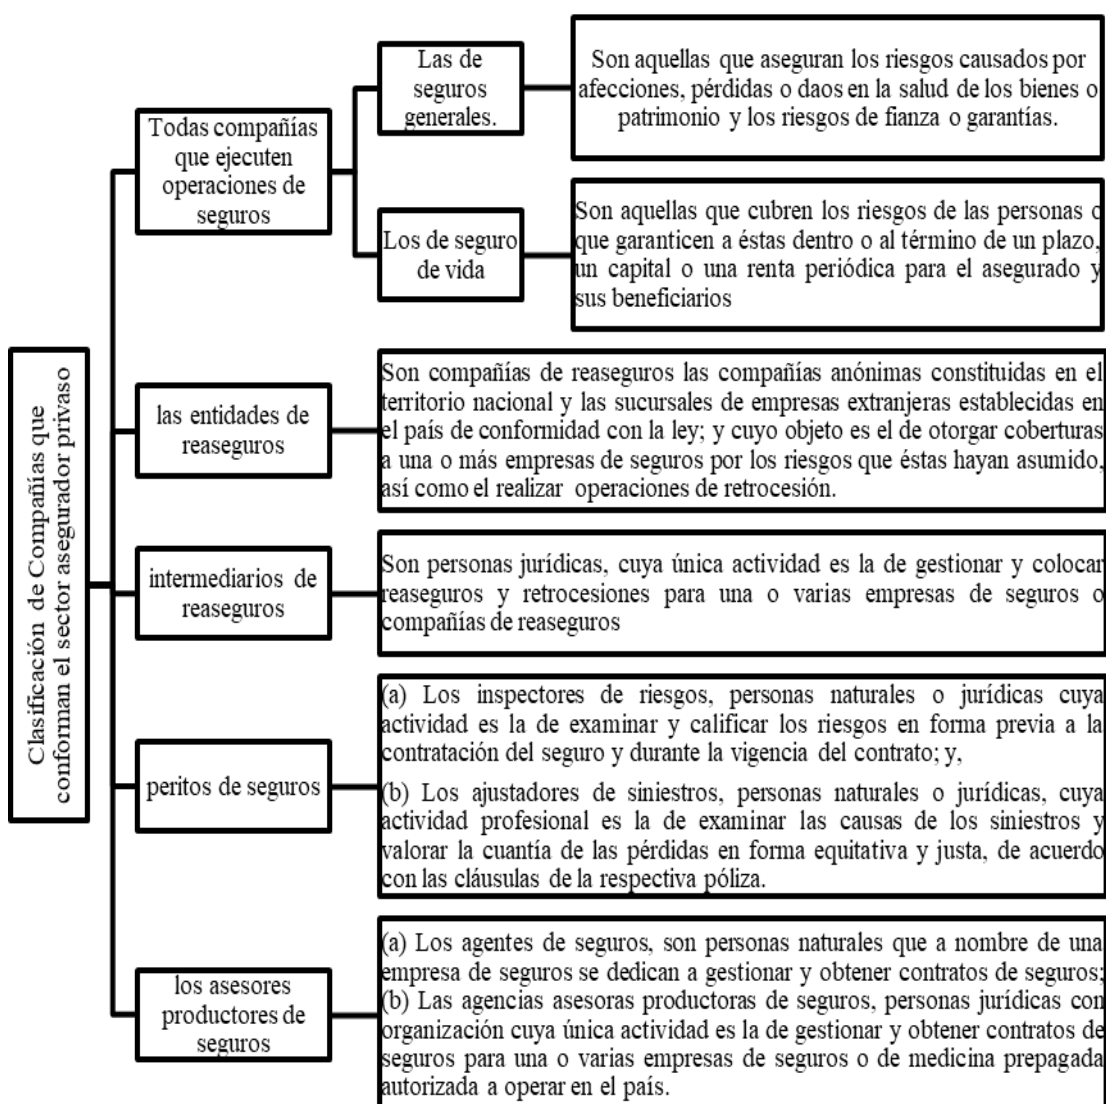 Clasificación de Compañías que
conforman el sector asegurador privaso
Todas compañías
que ejecuten
operaciones de
seguros
Las de
seguros
generales.
Son aquellas que aseguran los riesgos causados por
afecciones, pérdidas o daos en la salud de los bienes o
patrimonio y los riesgos de fianza o garantías.
Los de seguro
de vida
Son aquellas que cubren los riesgos de las personas o
que garanticen a éstas dentro o al término de un plazo,
un capital o una renta periódica para el asegurado y
sus beneficiarios
las entidades de
reaseguros
Son compañías de reaseguros las compañías anónimas constituidas en el
territorio nacional y las sucursales de empresas extranjeras establecidas en
el país de conformidad con la ley; y cuyo objeto es el de otorgar coberturas
a una o más empresas de seguros por los riesgos que éstas hayan asumido,
así como el realizar operaciones de retrocesión.
intermediarios de
reaseguros
Son personas jurídicas, cuya única actividad es la de gestionar y colocar
reaseguros y retrocesiones para una o varias empresas de seguros o
compañías de reaseguros
peritos de seguros
(a) Los inspectores de riesgos, personas naturales o jurídicas cuya
actividad es la de examinar y calificar los riesgos en forma previa a la
contratación del seguro y durante la vigencia del contrato; y,
(b) Los ajustadores de siniestros, personas naturales o jurídicas, cuya
actividad profesional es la de examinar las causas de los siniestros y
valorar la cuantía de las pérdidas en forma equitativa y justa, de acuerdo
con las cláusulas de la respectiva póliza.
los asesores
productores de
seguros
(a) Los agentes de seguros, son personas naturales que a nombre de una
empresa de seguros se dedican a gestionar y obtener contratos de seguros;
(b) Las agencias asesoras productoras de seguros, personas jurídicas con
organización cuya única actividad es la de gestionar y obtener contratos de
seguros para una o varias empresas de seguros o de medicina prepagada
autorizada a operar en el país.